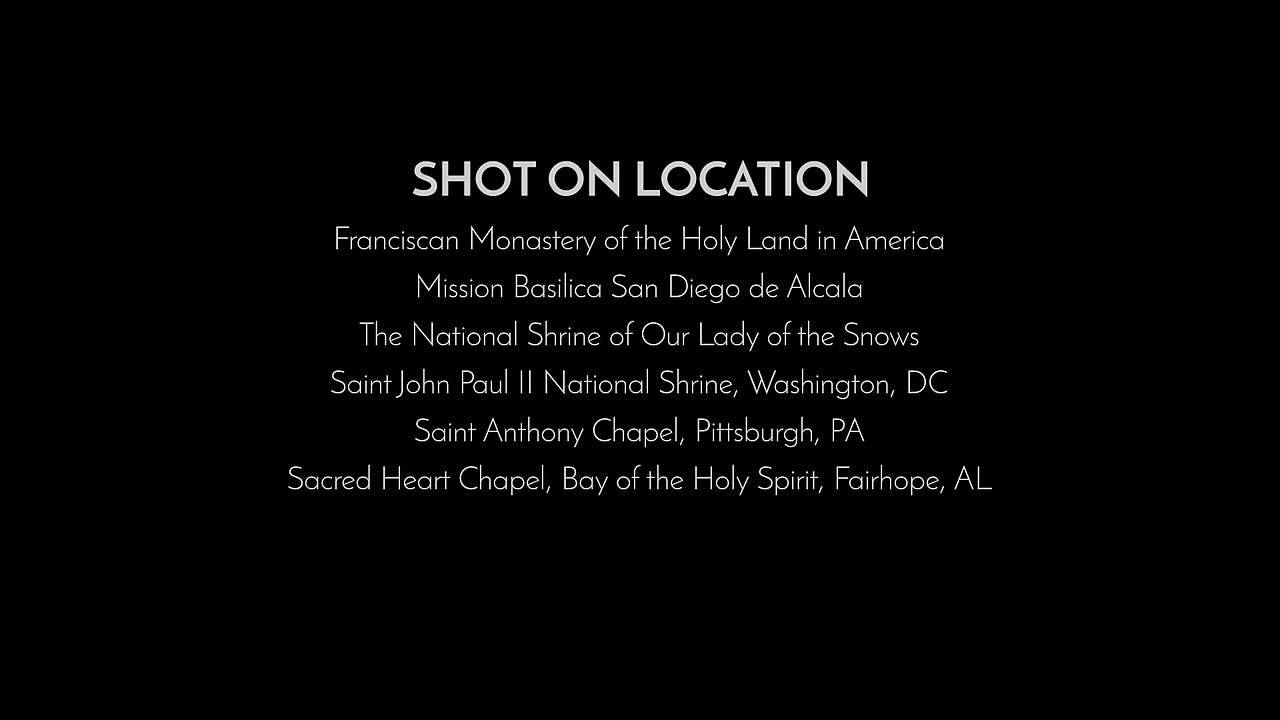 SHOT ON LOCATION
Franciscan Monastery of the Holy Land in America
Mission Basilica San Diego de Alcala
The National Shrine of Our Lady of the Snows
Saint John Paul II National Shrine, Washington, DC
Saint Anthony Chapel, Pittsburgh, PA
Sacred Heart Chapel, Bay of the Holy Spirit, Fairhope, AL